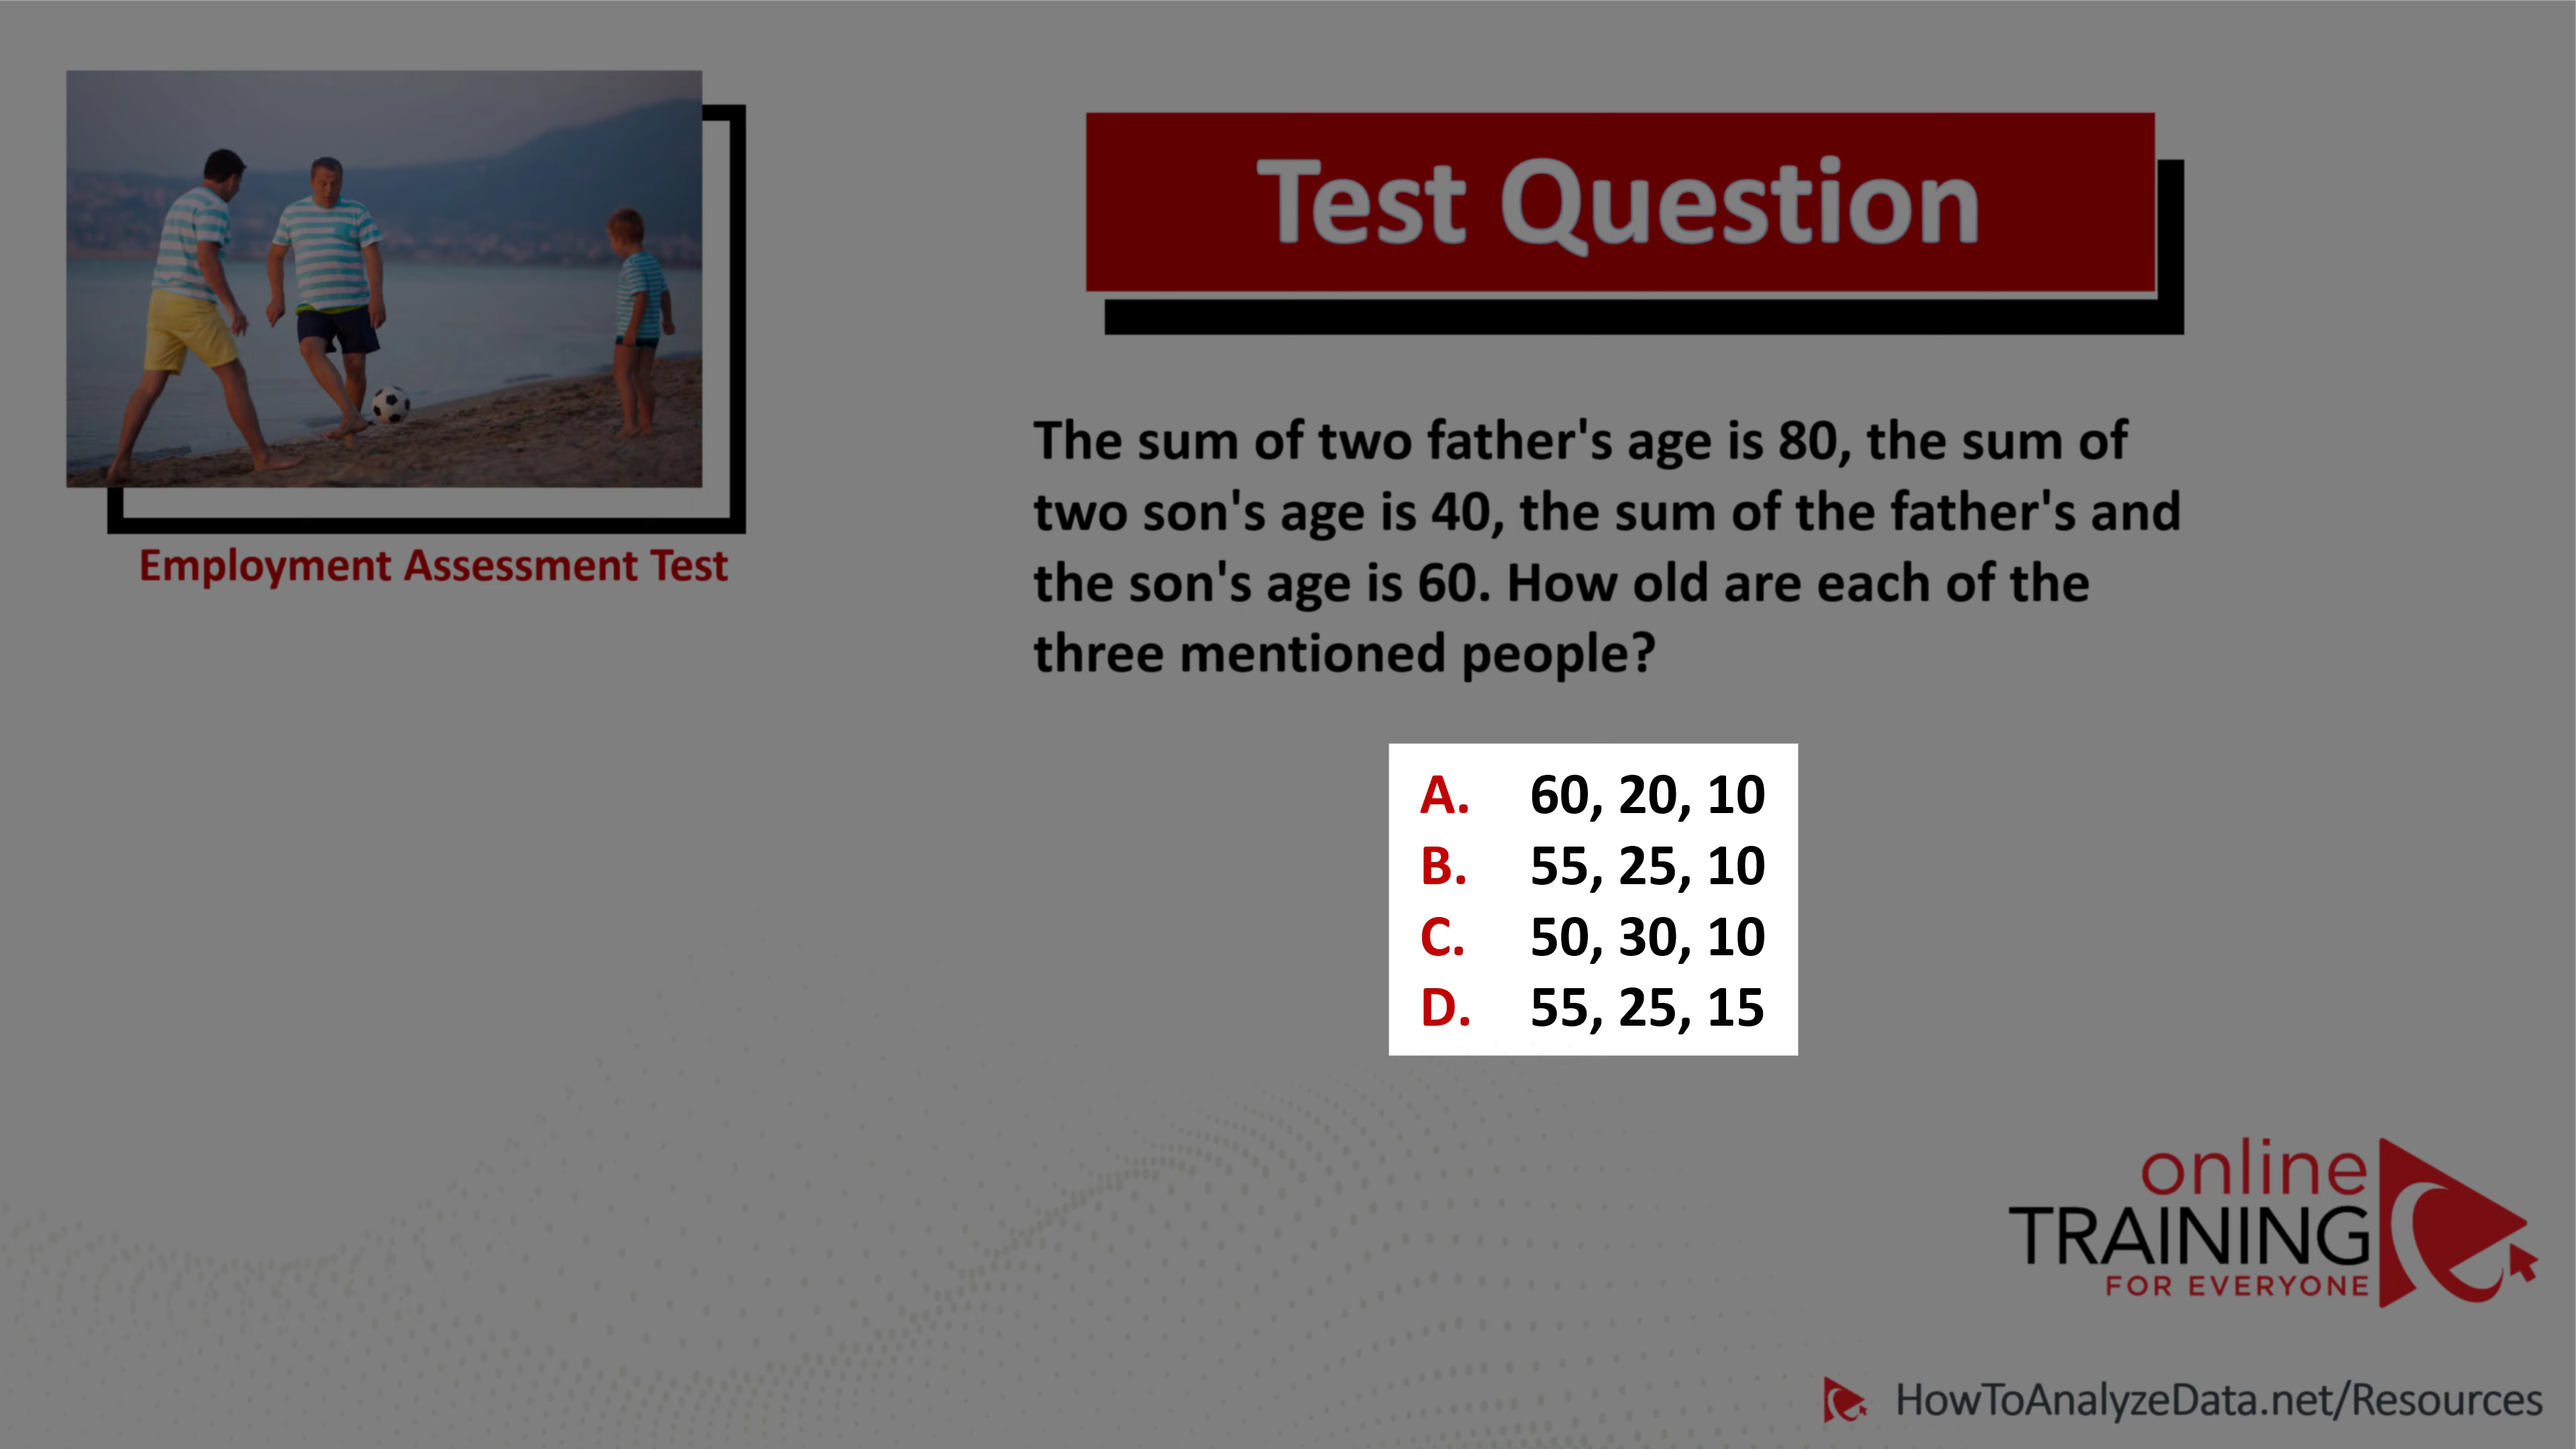 Test Question
Employment Assessment Test
The sum of two father's age is 80, the sum of
two son's age is 40, the sum of the father's and
the son's age is 60. How old are each of the
three mentioned people?
A. 60, 20, 10
B. 55, 25, 10
C. 50, 30, 10
D. 55, 25, 15
online
TRAINING
FOR EVERYONE
HowToAnalyzeData.net/Resources